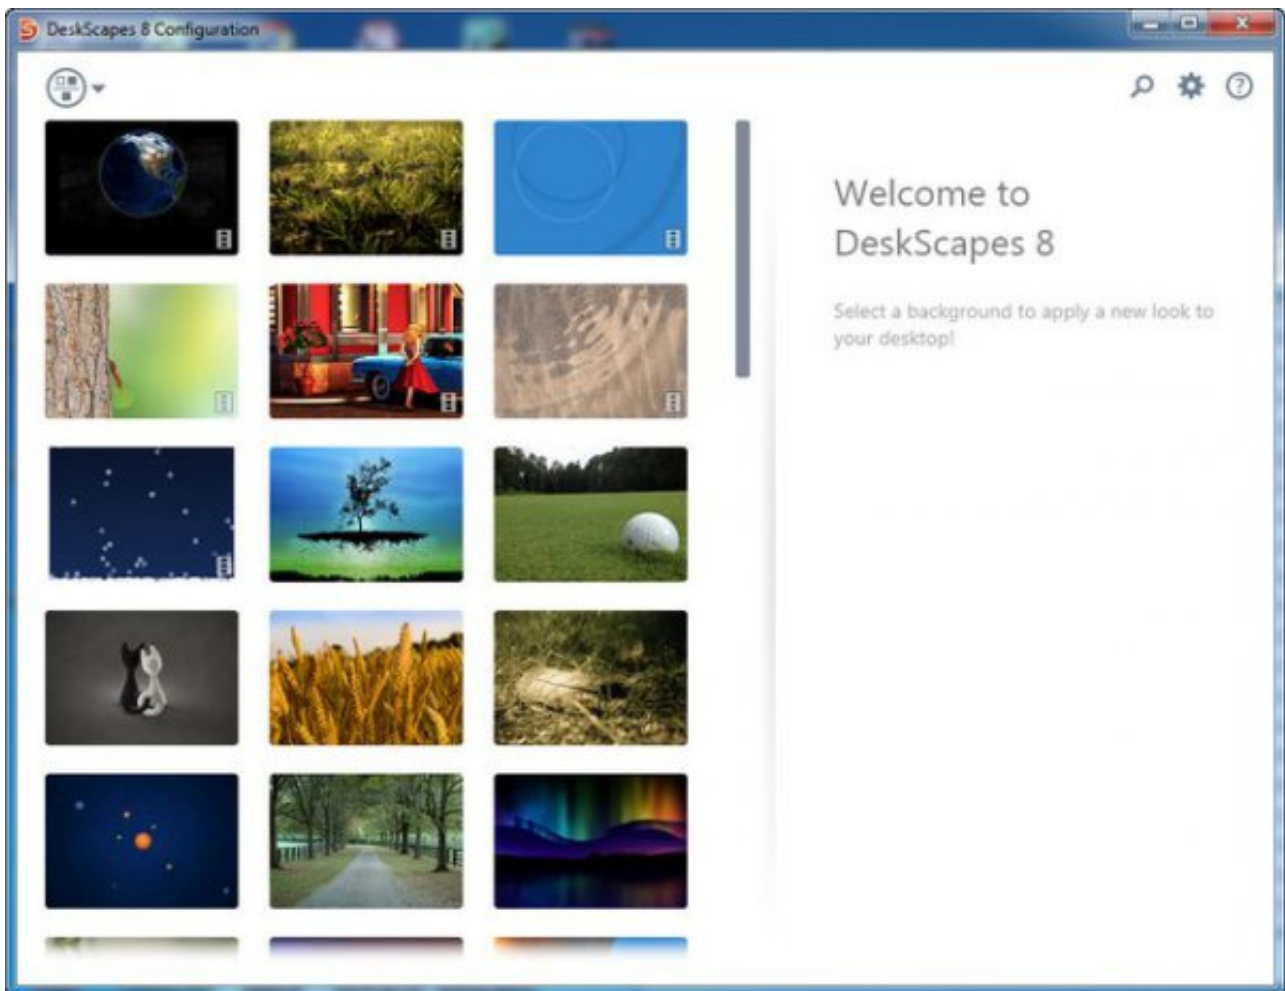 DeskScapes 8 Configuration
Welcome to
DeskScapes 8
Select a background to apply a new look to
your desktop!